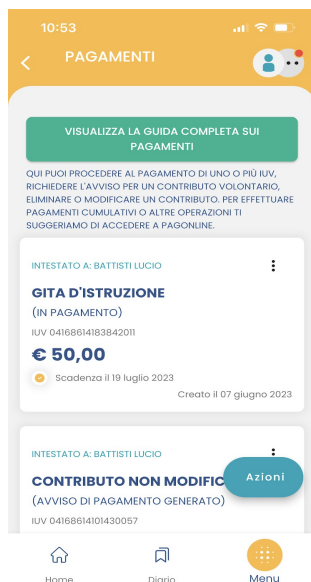 10:53
PAGAMENTI
VISUALIZZA LA GUIDA COMPLETA SUI
PAGAMENTI
QUI PUOI PROCEDERE AL PAGAMENTO DI UNO O PIÙ IUV,
RICHIEDERE L'AVVISO PER UN CONTRIBUTO VOLONTARIO,
ELIMINARE O MODIFICARE UN CONTRIBUTO. PER EFFETTUARE
PAGAMENTI CUMULATIVI O ALTRE OPERAZIONI TI
SUGGERIAMO DI ACCEDERE A PAGONLINE.
INTESTATO A: BATTISTI LUCIO
GITA D'ISTRUZIONE
(IN PAGAMENTO)
IUV 04168614183842011
€ 50,00
Scadenza il 19 luglio 2023
Creato il 07 giugno 2023
INTESTATO A: BATTISTI LUCIO
CONTRIBUTO NON MODIFIC
(AVVISO DI PAGAMENTO GENERATO)
Azioni
IUV 04168614101430057
Home Diario Menu